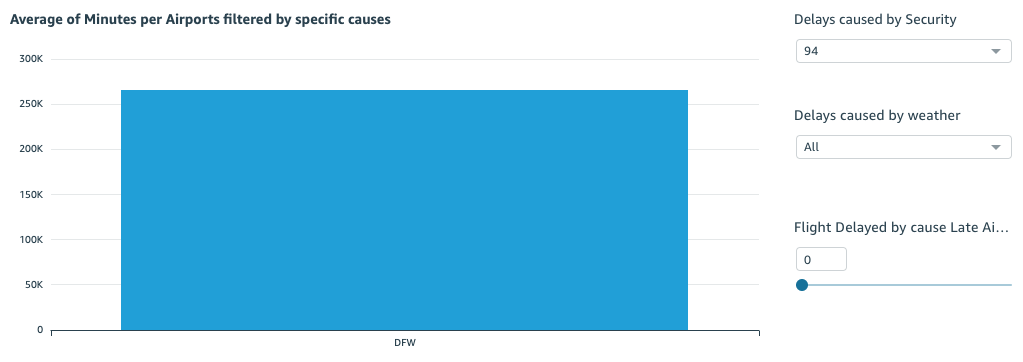 Average of Minutes per Airports filtered by specific causes
300K
250K
200K
150K
100K
50K
0
DFW
Delays caused by Security
94
Delays caused by weather
All
Flight Delayed by cause Late Ai...
0